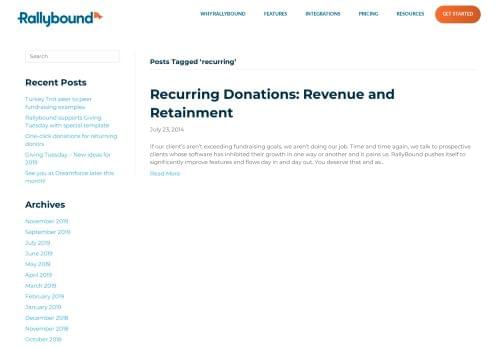 Rallybound
WHY RALLYBOUND
FEATURES
INTEGRATIONS
PRICING
RESOURCES
GET STARTED
Search
Recent Posts
Turkey Trot peer to peer
fundraising examples
Rallybound supports Giving
Tuesday with special template
One-click donations for returning
donors
Giving Tuesday – New ideas for
2019
See you at Dreamforce later this
month!
Archives
November 2019
September 2019
July 2019
June 2019
May 2019
April 2019
March 2019
February 2019
January 2019
December 2018
November 2018
October 2018
Posts Tagged ‘recurring’
Recurring Donations: Revenue and
Retainment
July 23, 2014
If our client's aren't exceeding fundraising goals, we aren't doing our job. Time and time again, we talk to prospective
clients whose software has inhibited their growth in one way or another and it pains us. RallyBound pushes itself to
significantly improve features and flows day in and day out. You deserve that and as...
Read More